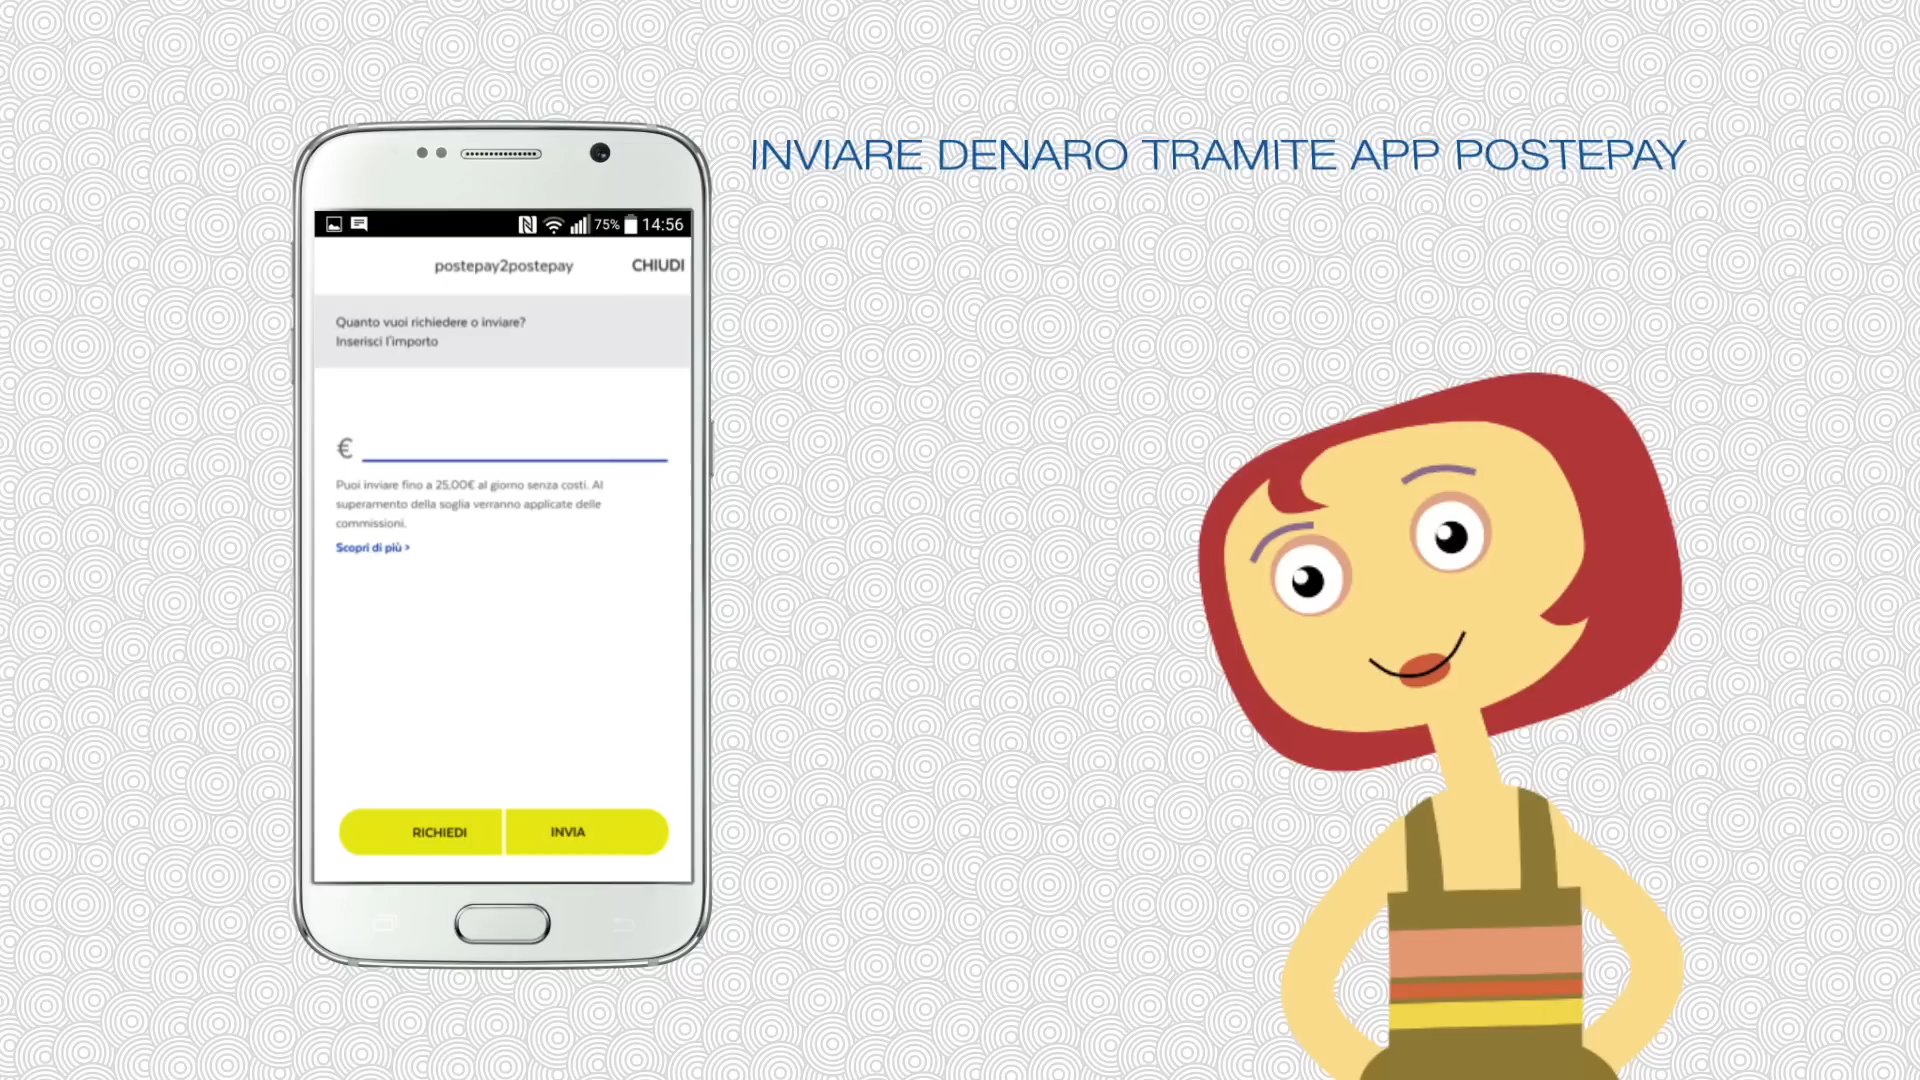 INVIARE DENARO TRAMITE APP POSTEPAY
75% 14:56
postepay2postepay CHIUDI
Quanto vuoi richiedere o inviare?
Inserisci l'importo
€
Puoi inviare fino a 25,00€ al giorno senza costi. Al
superamento della soglia verranno applicate delle
commissioni.
Scopri di più >
RICHIEDI INVIA